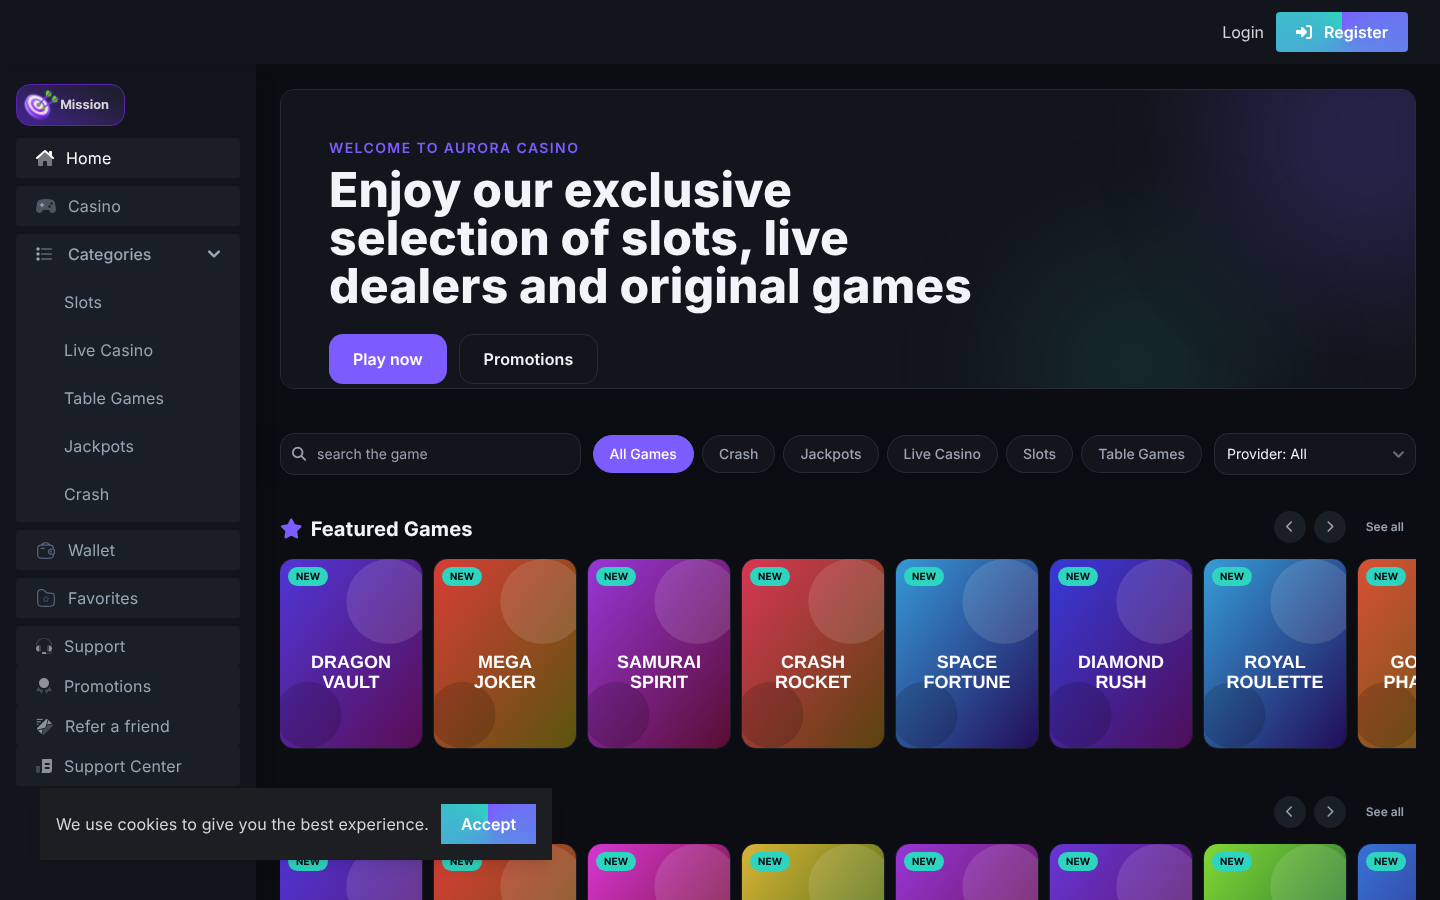 Login
Register
Mission
Home
Casino
Categories
Slots
Live Casino
Table Games
Jackpots
Crash
Wallet
Favorites
Support
Promotions
Refer a friend
Support Center
WELCOME TO AURORA CASINO
Enjoy our exclusive
selection of slots, live
dealers and original games
Play now
Promotions
search the game
All Games
Crash
Jackpots
Live Casino
Slots
Table Games
Provider: All
Featured Games
See all
NEW
NEW
NEW
NEW
NEW
NEW
NEW
NEW
DRAGON
VAULT
MEGA
JOKER
SAMURAI
SPIRIT
CRASH
ROCKET
SPACE
FORTUNE
DIAMOND
RUSH
ROYAL
ROULETTE
GO
PHA
See all
We use cookies to give you the best experience.
Accept
NEW
NEW
NEW
NEW
NEW
NEW
NEW
NEW